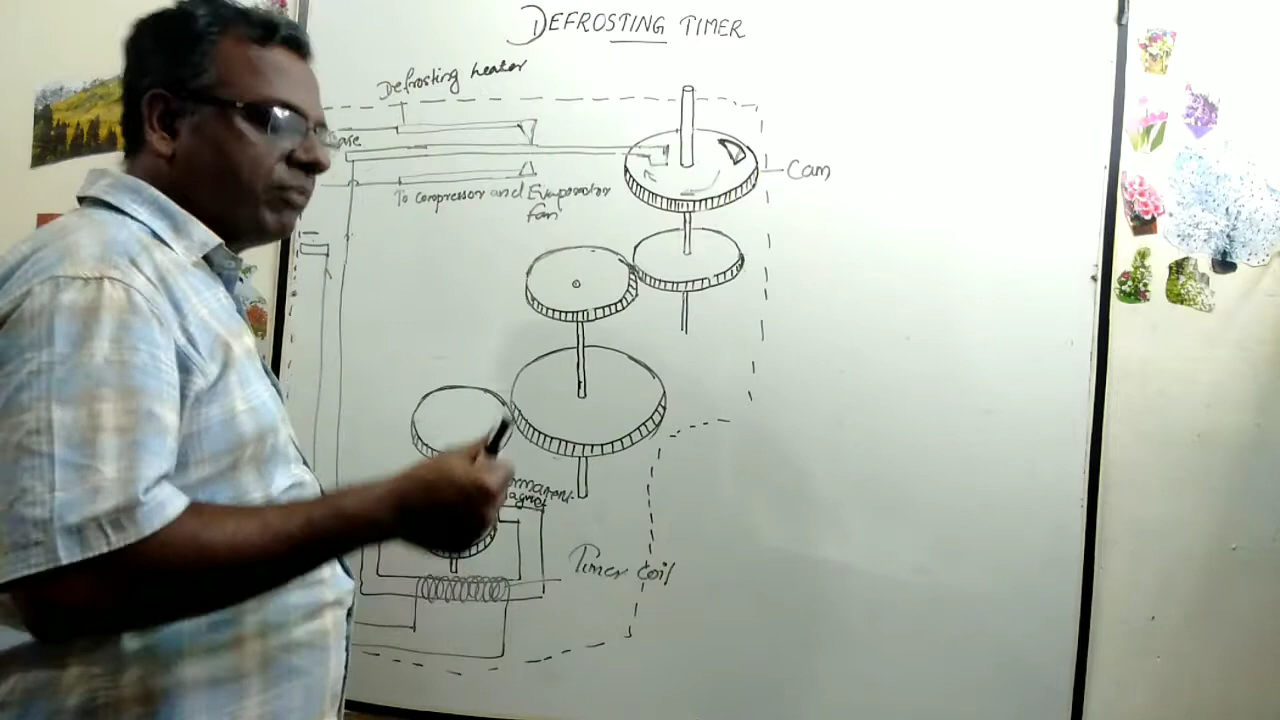 DEFROSTING TIMER
Defrosting heater
Cam
To compressor and Evaporator
fan
Timer coil